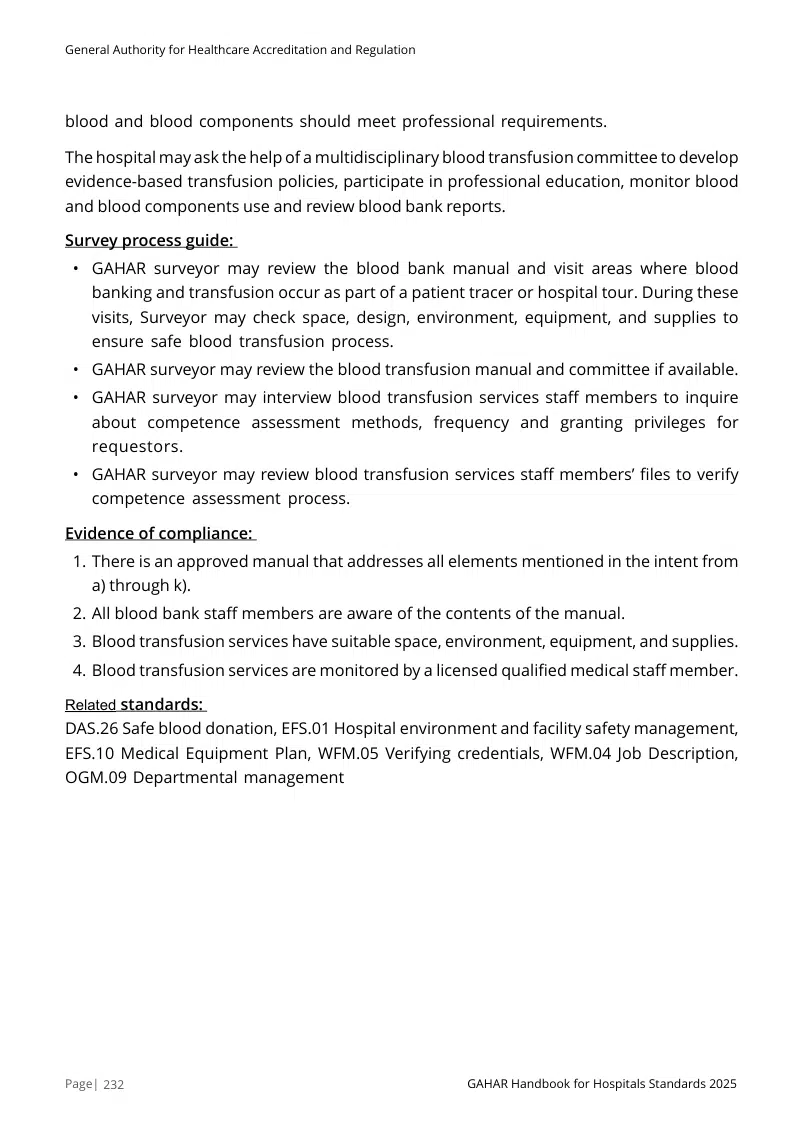 General Authority for Healthcare Accreditation and Regulation
blood and blood components should meet professional requirements.
The hospital may ask the help of a multidisciplinary blood transfusion committee to develop
evidence-based transfusion policies, participate in professional education, monitor blood
and blood components use and review blood bank reports.
Survey process guide:
• GAHAR surveyor may review the blood bank manual and visit areas where blood
banking and transfusion occur as part of a patient tracer or hospital tour. During these
visits, Surveyor may check space, design, environment, equipment, and supplies to
ensure safe blood transfusion process.
• GAHAR surveyor may review the blood transfusion manual and committee if available.
• GAHAR surveyor may interview blood transfusion services staff members to inquire
about competence assessment methods, frequency and granting privileges for
requestors.
• GAHAR surveyor may review blood transfusion services staff members’ files to verify
competence assessment process.
Evidence of compliance:
1. There is an approved manual that addresses all elements mentioned in the intent from
a) through k).
2. All blood bank staff members are aware of the contents of the manual.
3. Blood transfusion services have suitable space, environment, equipment, and supplies.
4. Blood transfusion services are monitored by a licensed qualified medical staff member.
Related standards:
DAS.26 Safe blood donation, EFS.01 Hospital environment and facility safety management,
EFS.10 Medical Equipment Plan, WFM.05 Verifying credentials, WFM.04 Job Description,
OGM.09 Departmental management
Page| 232
GAHAR Handbook for Hospitals Standards 2025